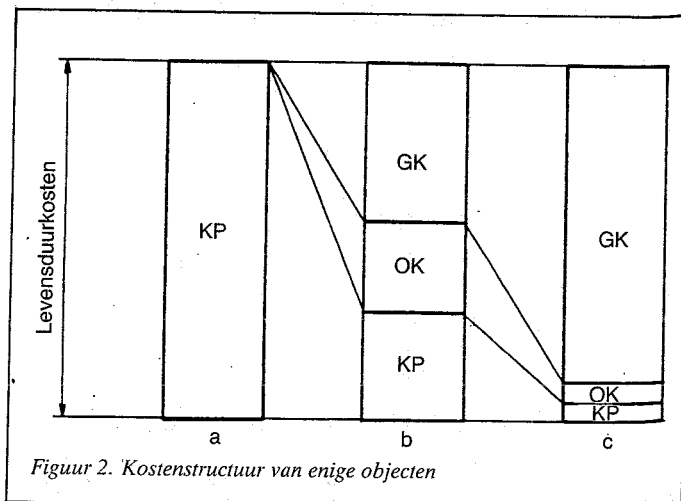 Levensduurkosten
KP
GK
OK
KP
GK
OK
KP
a
b
c
Figuur 2. Kostenstructuur van enige objecten